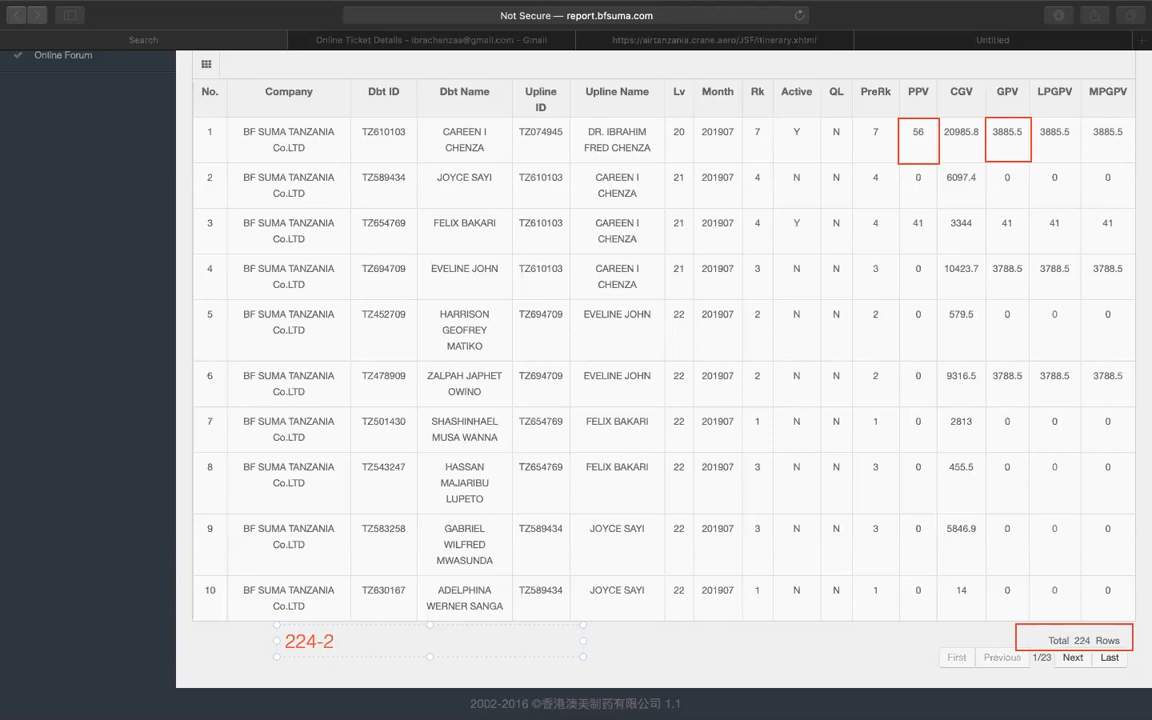 Not Secure — report.bfsuma.com
Search
Online Ticket Details - ibrachenzaa@gmail.com - Gmail
https://airtanzania.crane.aero/JSF/Itinerary.xhtml
Untitled
Online Forum
No. Company Dbt ID Dbt Name Upline ID Upline Name Lv Month Rk Active QL PreRk PPV CGV GPV LPGPV MPGPV
1 BF SUMA TANZANIA Co.LTD TZ610103 CAREEN I CHENZA TZ074945 DR. IBRAHIM FRED CHENZA 20 201907 7 Y N 7 56 20985.8 3885.5 3885.5 3885.5
2 BF SUMA TANZANIA Co.LTD TZ589434 JOYCE SAYI TZ610103 CAREEN I CHENZA 21 201907 4 N N 4 0 6097.4 0 0 0
3 BF SUMA TANZANIA Co.LTD TZ654769 FELIX BAKARI TZ610103 CAREEN I CHENZA 21 201907 4 Y N 4 41 3344 41 41 41
4 BF SUMA TANZANIA Co.LTD TZ694709 EVELINE JOHN TZ610103 CAREEN I CHENZA 21 201907 3 N N 3 0 10423.7 3788.5 3788.5 3788.5
5 BF SUMA TANZANIA Co.LTD TZ452709 HARRISON GEOFREY MATIKO TZ694709 EVELINE JOHN 22 201907 2 N N 2 0 579.5 0 0 0
6 BF SUMA TANZANIA Co.LTD TZ478909 ZALPAH JAPHET OWINO TZ694709 EVELINE JOHN 22 201907 2 N N 2 0 9316.5 3788.5 3788.5 3788.5
7 BF SUMA TANZANIA Co.LTD TZ501430 SHASHINHAEL MUSA WANNA TZ654769 FELIX BAKARI 22 201907 1 N N 1 0 2813 0 0 0
8 BF SUMA TANZANIA Co.LTD TZ543247 HASSAN MAJARIBU LUPETO TZ654769 FELIX BAKARI 22 201907 3 N N 3 0 455.5 0 0 0
9 BF SUMA TANZANIA Co.LTD TZ583258 GABRIEL WILFRED MWASUNDA TZ589434 JOYCE SAYI 22 201907 3 N N 3 0 5846.9 0 0 0
10 BF SUMA TANZANIA Co.LTD TZ630167 ADELPHINA WERNER SANGA TZ589434 JOYCE SAYI 22 201907 1 N N 1 0 14 0 0 0
224-2
Total 224 Rows
First Previous 1/23 Next Last
2002-2016 ©香港澳美制药有限公司 1.1